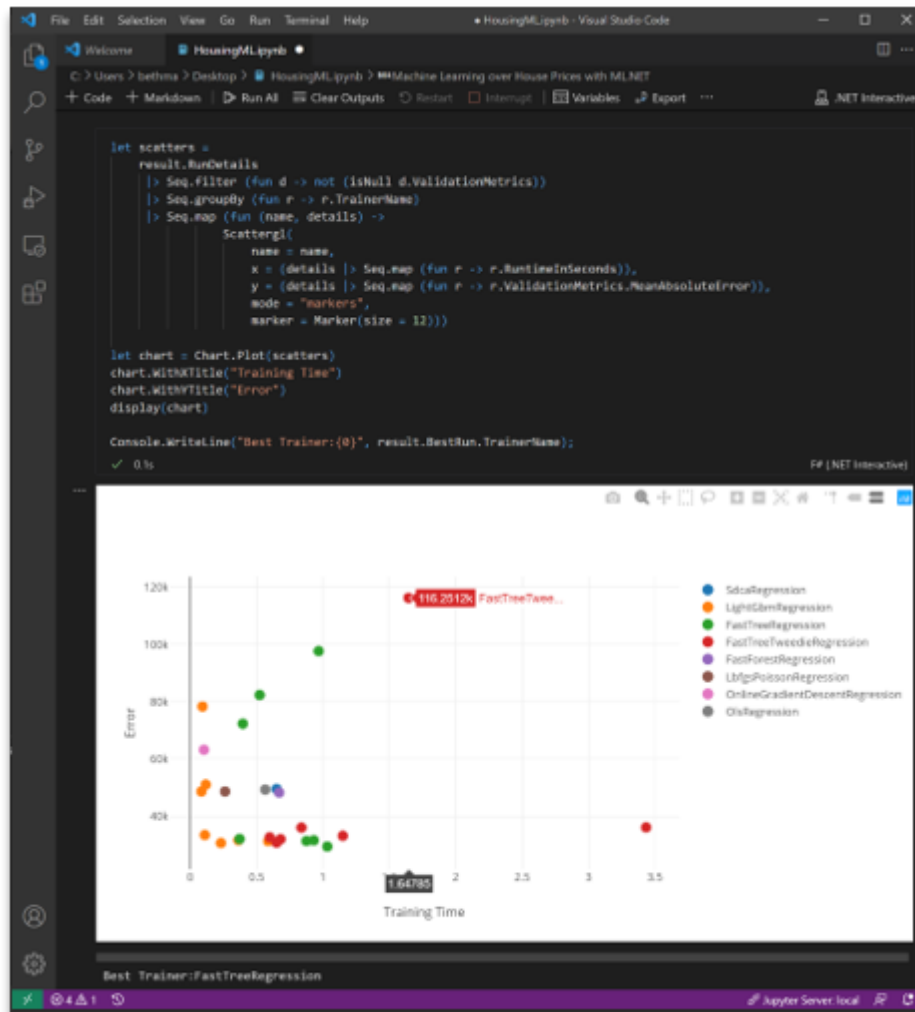 File Edit Selection View Go Run Terminal Help
● HousingML.ipynb - Visual Studio Code
Welcome
HousingML.ipynb ●
C: > Users > bethma > Desktop > HousingML.ipynb > Machine Learning over House Prices with ML.NET
+ Code + Markdown Run All Clear Outputs Restart Interrupt Variables Export ··· .NET Interactive
let scatters =
result.RunDetails
|> Seq.filter (fun d -> not (isNull d.ValidationMetrics))
|> Seq.groupBy (fun r -> r.TrainerName)
|> Seq.map (fun (name, details) ->
Scattergl(
name = name,
x = (details |> Seq.map (fun r -> r.RuntimeInSeconds)),
y = (details |> Seq.map (fun r -> r.ValidationMetrics.MeanAbsoluteError)),
mode = "markers",
marker = Marker(size = 12)))
let chart = Chart.Plot(scatters)
chart.WithXTitle("Training Time")
chart.WithYTitle("Error")
display(chart)
Console.WriteLine("Best Trainer:{0}", result.BestRun.TrainerName);
✓ 0.1s
F# (.NET Interactive)
120k
100k
80k
60k
40k
Error
116.2512k FastTreeTwee...
SdcaRegression
LightGbmRegression
FastTreeRegression
FastTreeTweedieRegression
FastForestRegression
LbfgsPoissonRegression
OnlineGradientDescentRegression
OlsRegression
0 0.5 1 1.64785 2 2.5 3 3.5
Training Time
Best Trainer:FastTreeRegression
4 1
Jupyter Server: local